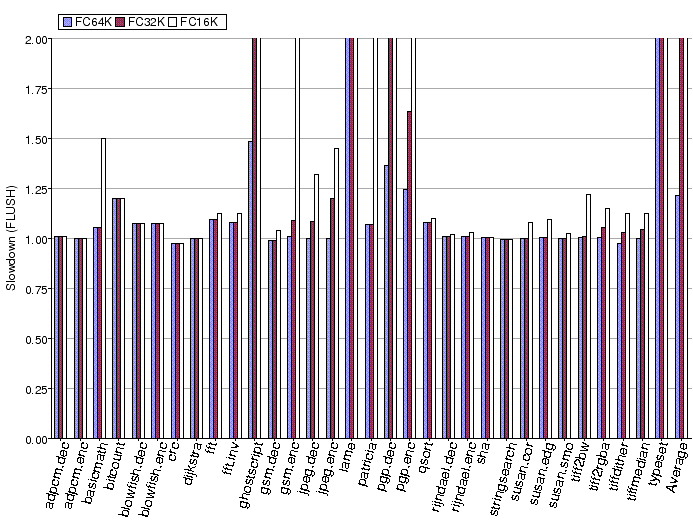 FC64K FC32K FC16K
Slowdown (FLUSH)
2.00
1.75
1.50
1.25
1.00
0.75
0.50
0.25
0.00
adpcm.dec
adpcm.enc
basicmath
bitcount
blowfish.dec
blowfish.enc
crc
dijkstra
fft
fft.inv
ghostscript
gsm.dec
gsm.enc
jpeg.dec
jpeg.enc
lame
patricia
pgp.dec
pgp.enc
qsort
rijndael.dec
rijndael.enc
sha
stringsearch
susan.cor
susan.edg
susan.smo
tiff2bw
tiff2rgba
tiffdither
tiffmedian
typeset
Average